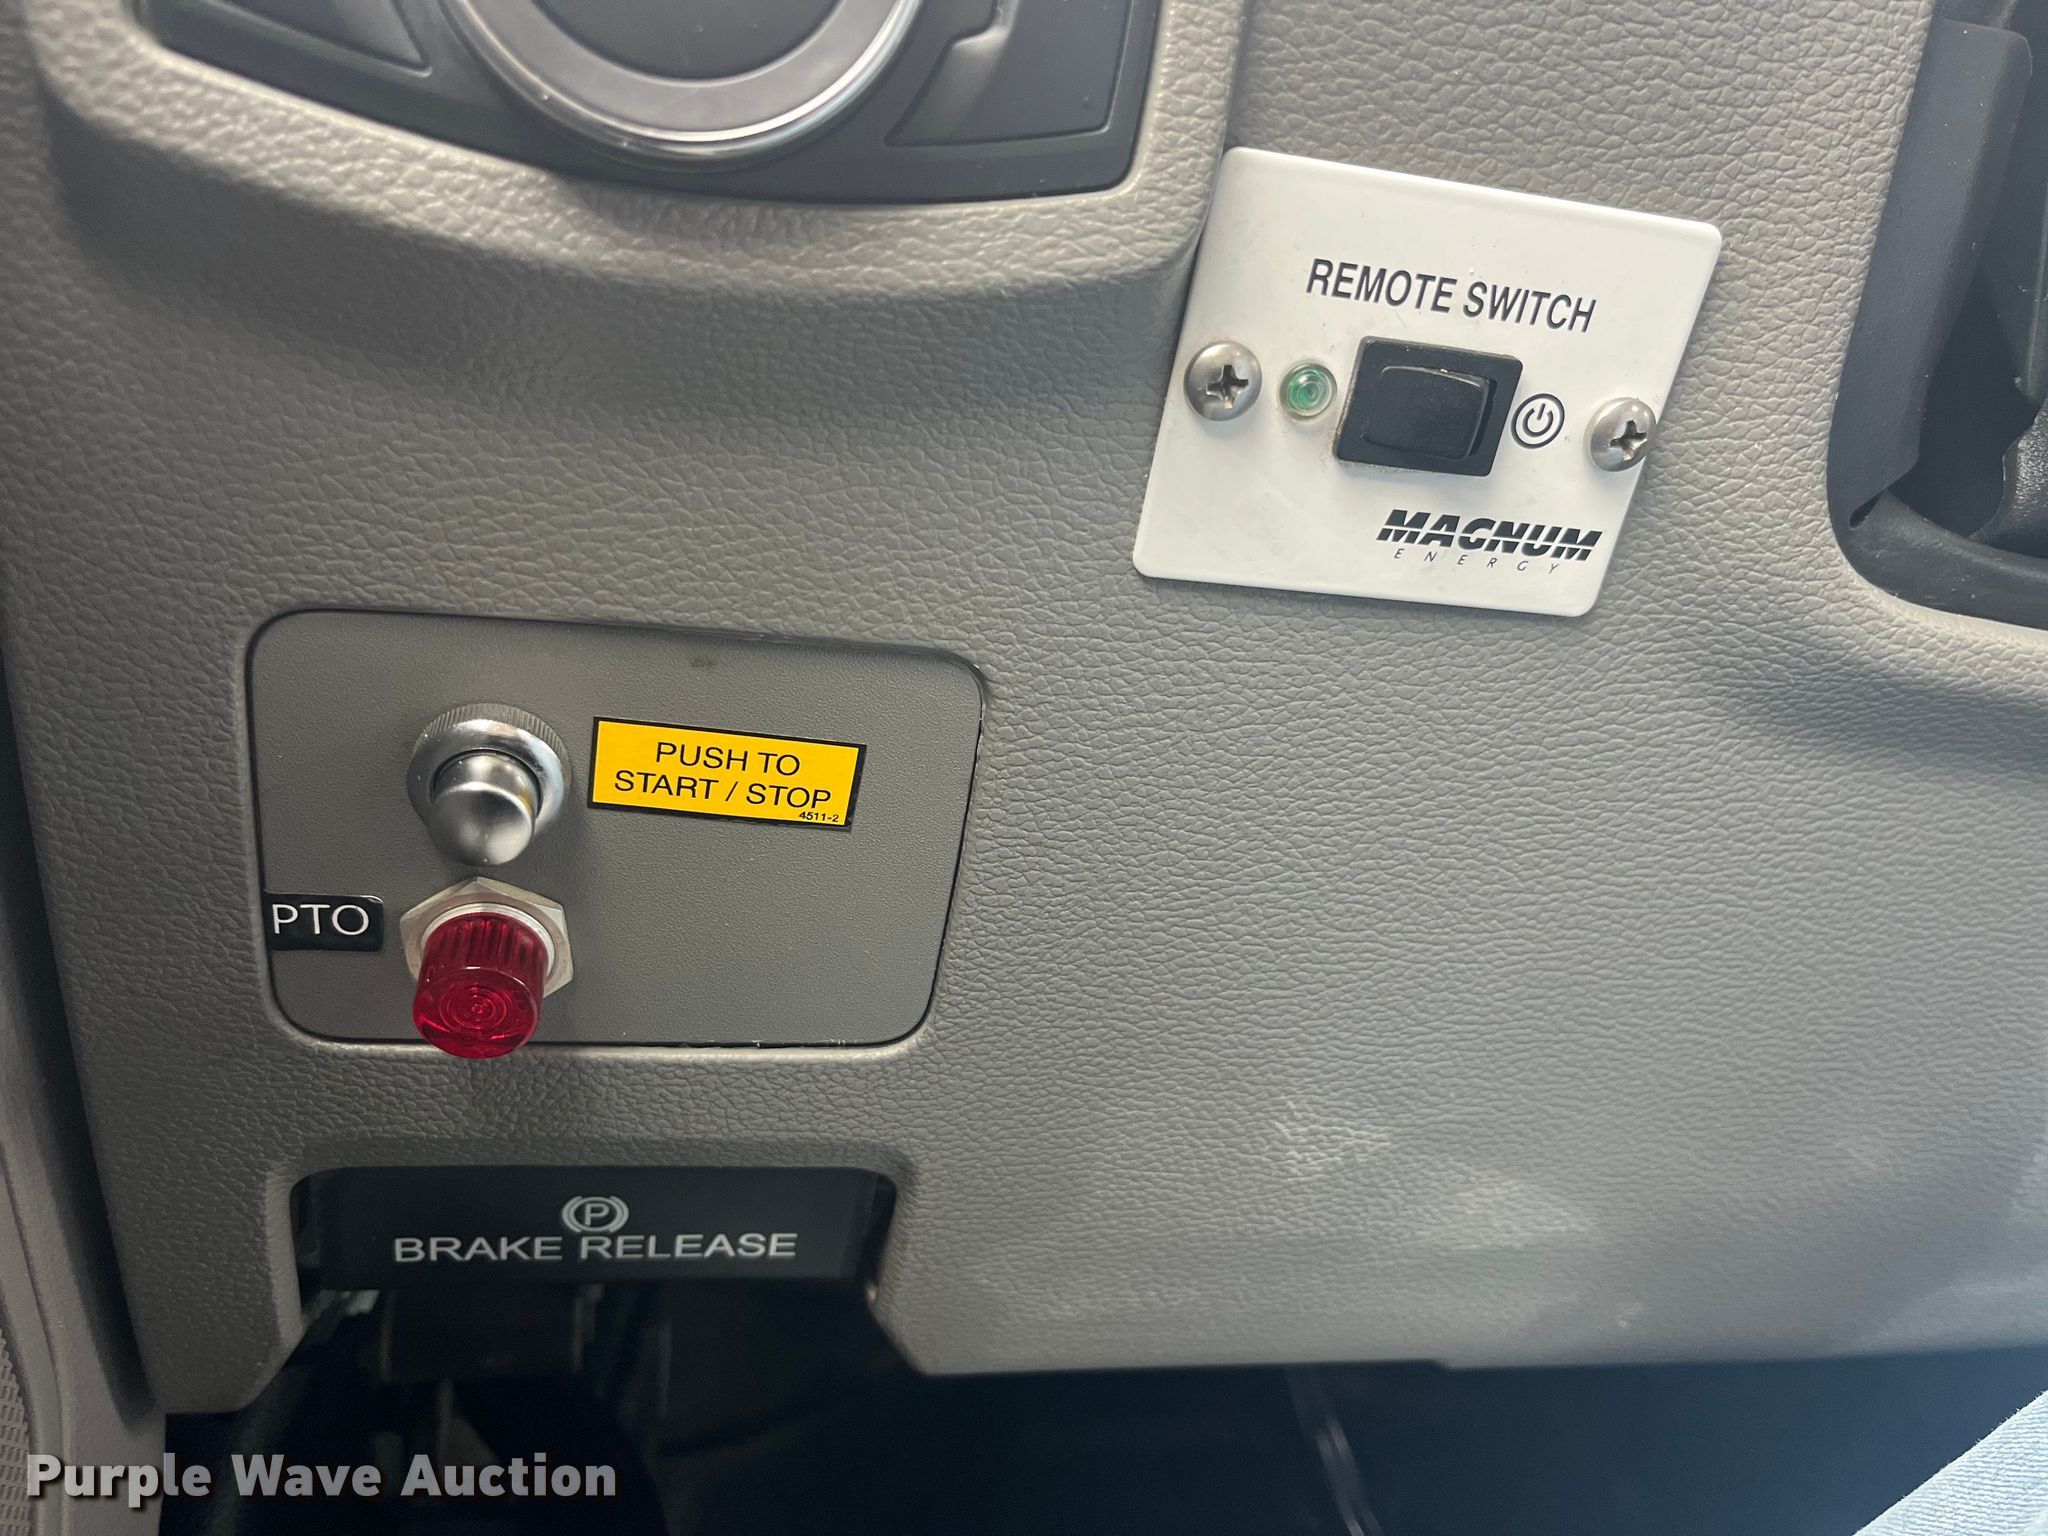 REMOTE SWITCH
MAGNUM
ENERGY
PUSH TO
START / STOP
4511-2
PTO
P
BRAKE RELEASE
Purple Wave Auction